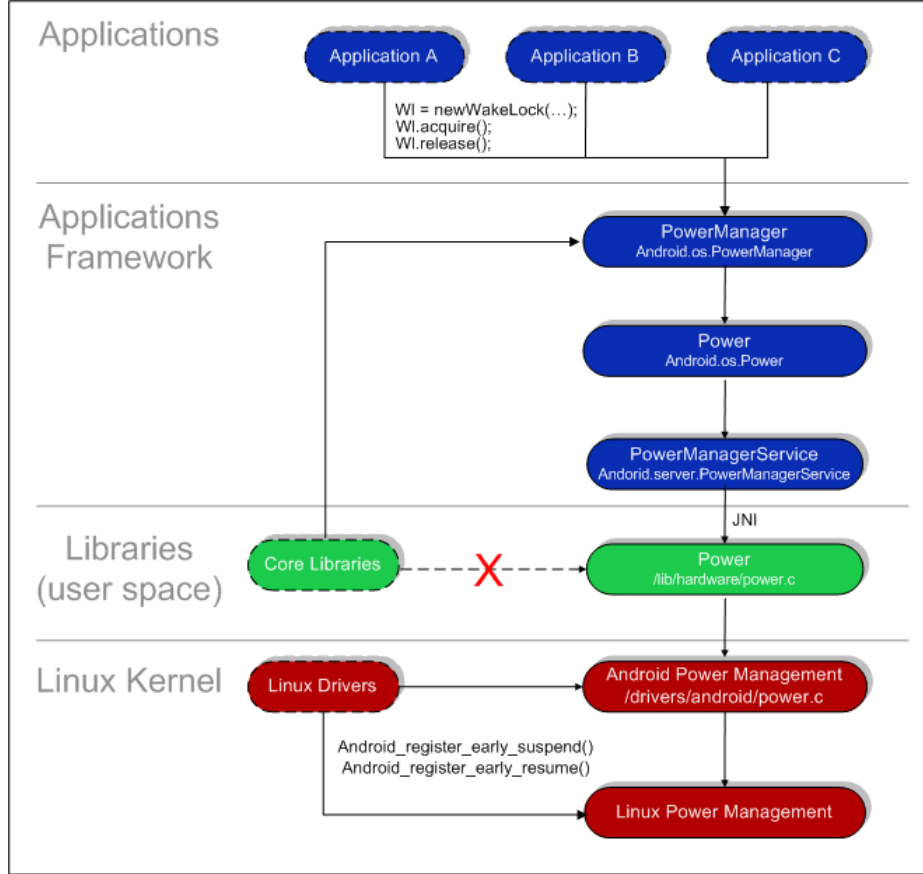 Applications
Application A
Application B
Application C
Wl = newWakeLock(...);
Wl.acquire();
Wl.release();
Applications
Framework
PowerManager
Android.os.PowerManager
Power
Android.os.Power
PowerManagerService
Andorid.server.PowerManagerService
JNI
Libraries
(user space)
Core Libraries
X
Power
/lib/hardware/power.c
Linux Kernel
Linux Drivers
Android Power Management
/drivers/android/power.c
Android_register_early_suspend()
Android_register_early_resume()
Linux Power Management